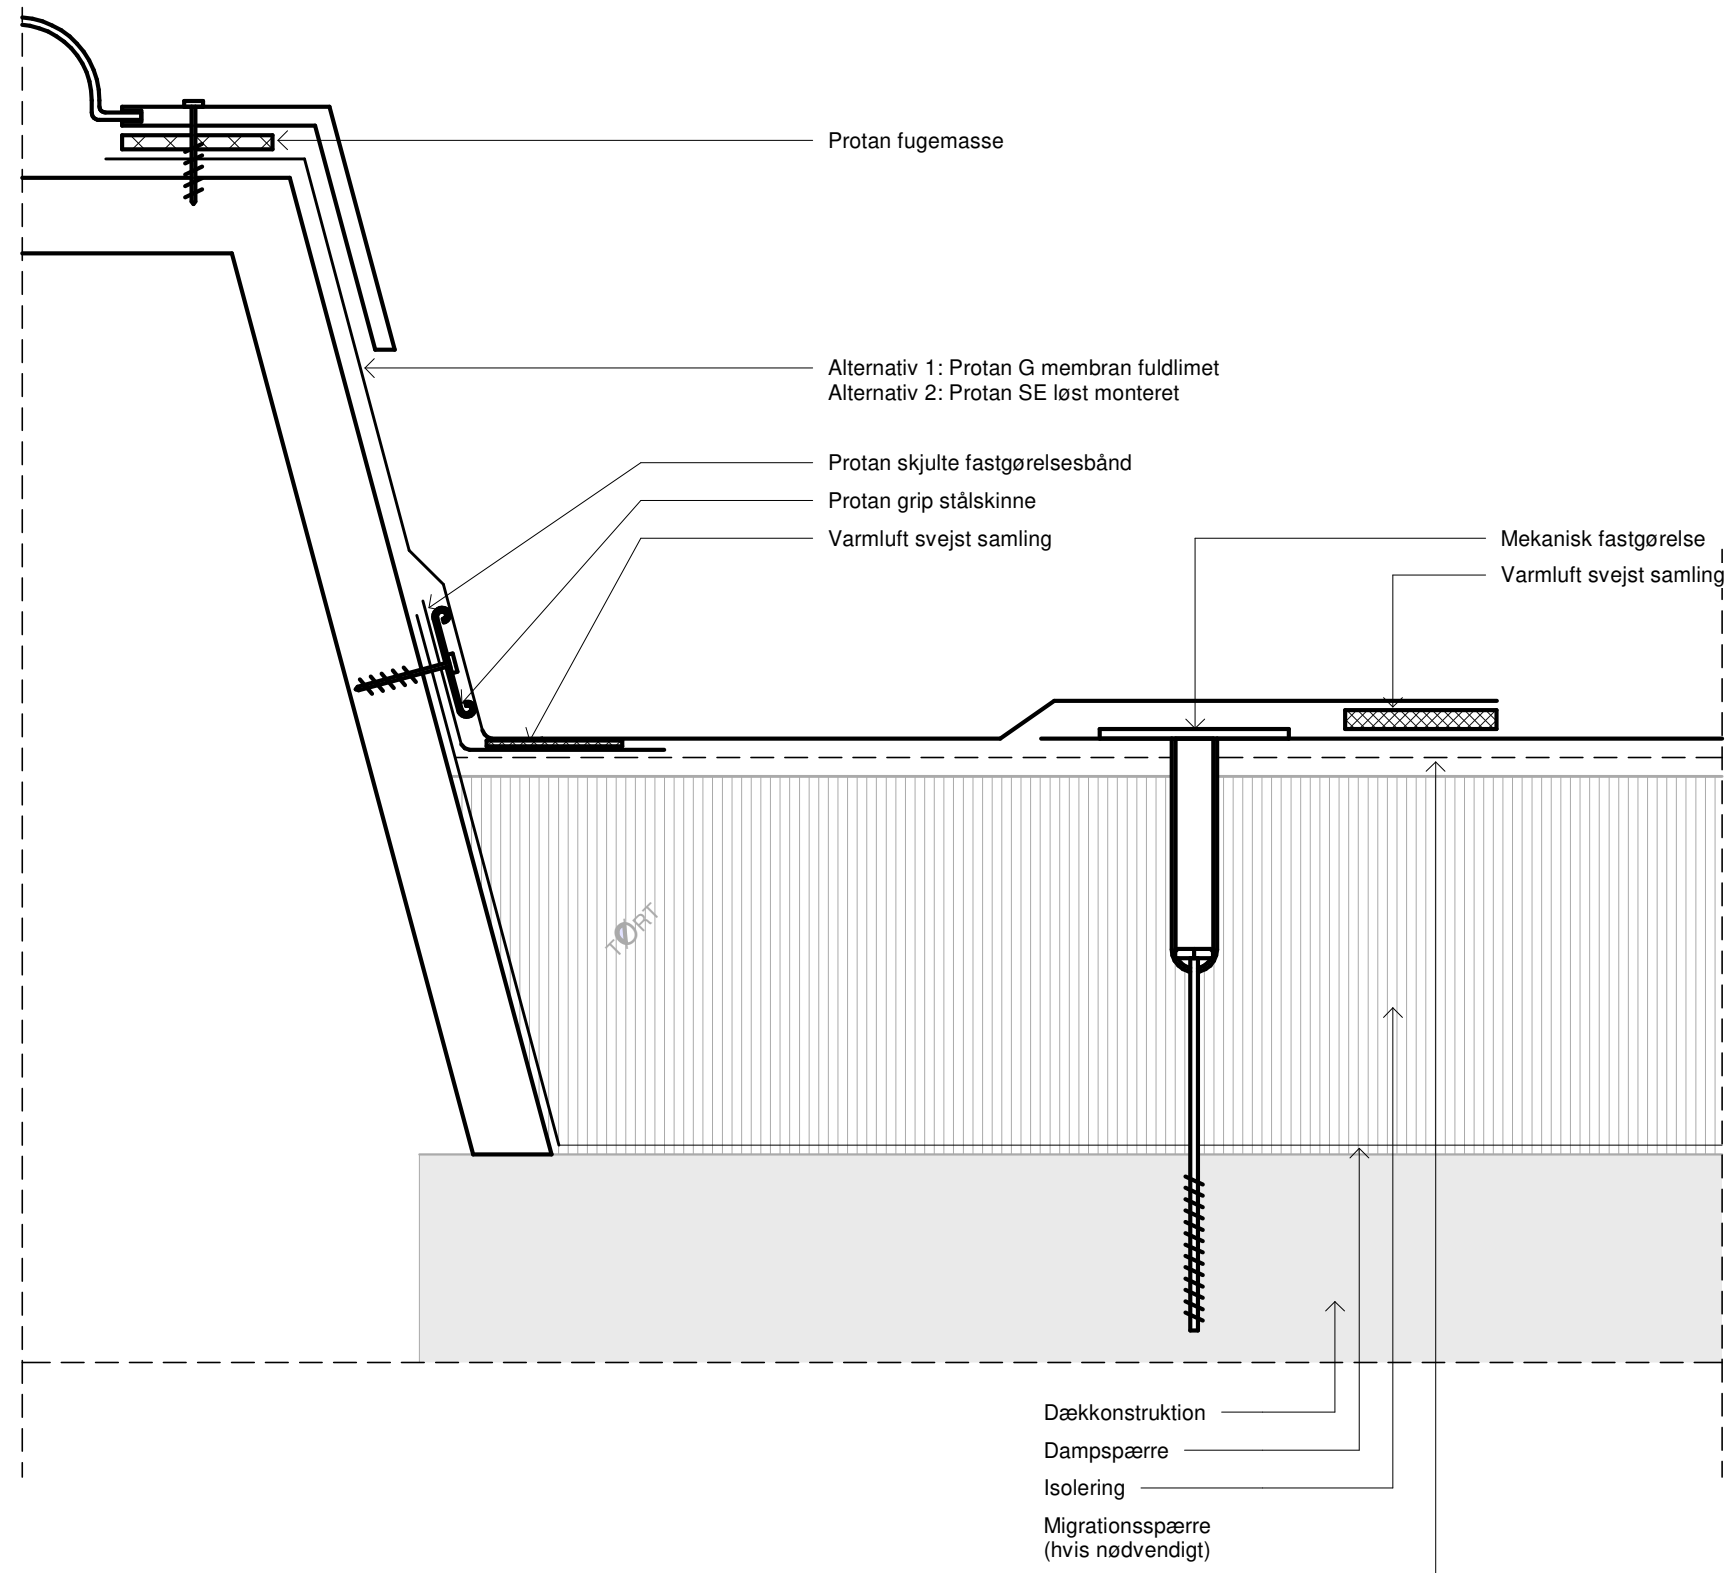 Protan fugemasse
Alternativ 1: Protan G membran fuldlimet
Alternativ 2: Protan SE løst monteret
Protan skjulte fastgørelsesbånd
Protan grip stålskinne
Varmluft svejst samling
Mekanisk fastgørelse
Varmluft svejst samling
TØRT
Dækkonstruktion
Dampspærre
Isolering
Migrationsspærre
(hvis nødvendigt)